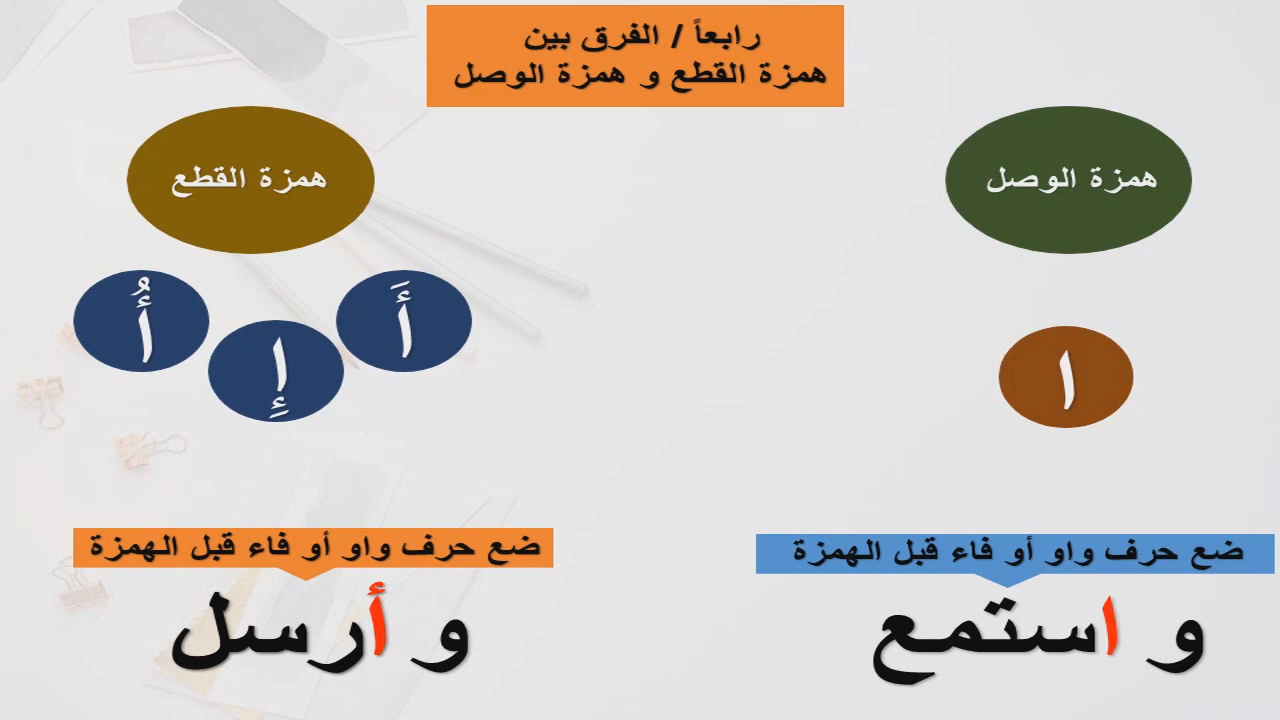 رابعاً / الفرق بين
همزة القطع و همزة الوصل
همزة الوصل
همزة القطع
ا
أَ
إِ
أُ
ضع حرف واو أو فاء قبل الهمزة
و استمع
ضع حرف واو أو فاء قبل الهمزة
و أرسل